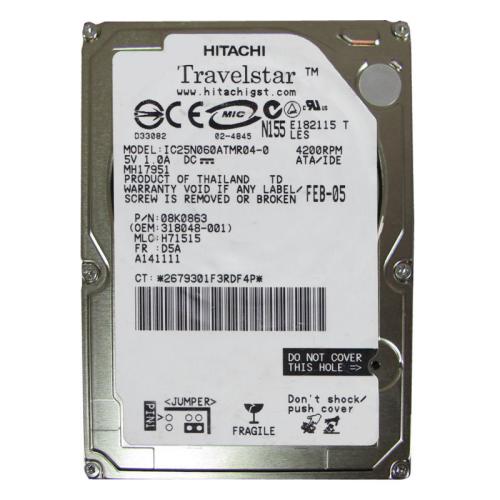 HITACHI
Travelstar ™
www.hitachigst.com
CE MIC
D33082 02-4845 N155 E182115 T
LES
MODEL: IC25N060ATMR04-0 4200RPM
5V 1.0A DC ATA/IDE
MH17951
PRODUCT OF THAILAND TD
WARRANTY VOID IF ANY LABEL/
SCREW IS REMOVED OR BROKEN FEB-05
P/N: 08K0863
(OEM: 318048-001)
MLC: H71515
FR : D5A
A141111
CT: *2679301F3RDF4P*
DO NOT COVER
THIS HOLE =>
<JUMPER>
PIN
FRAGILE
Don't shock/
push cover